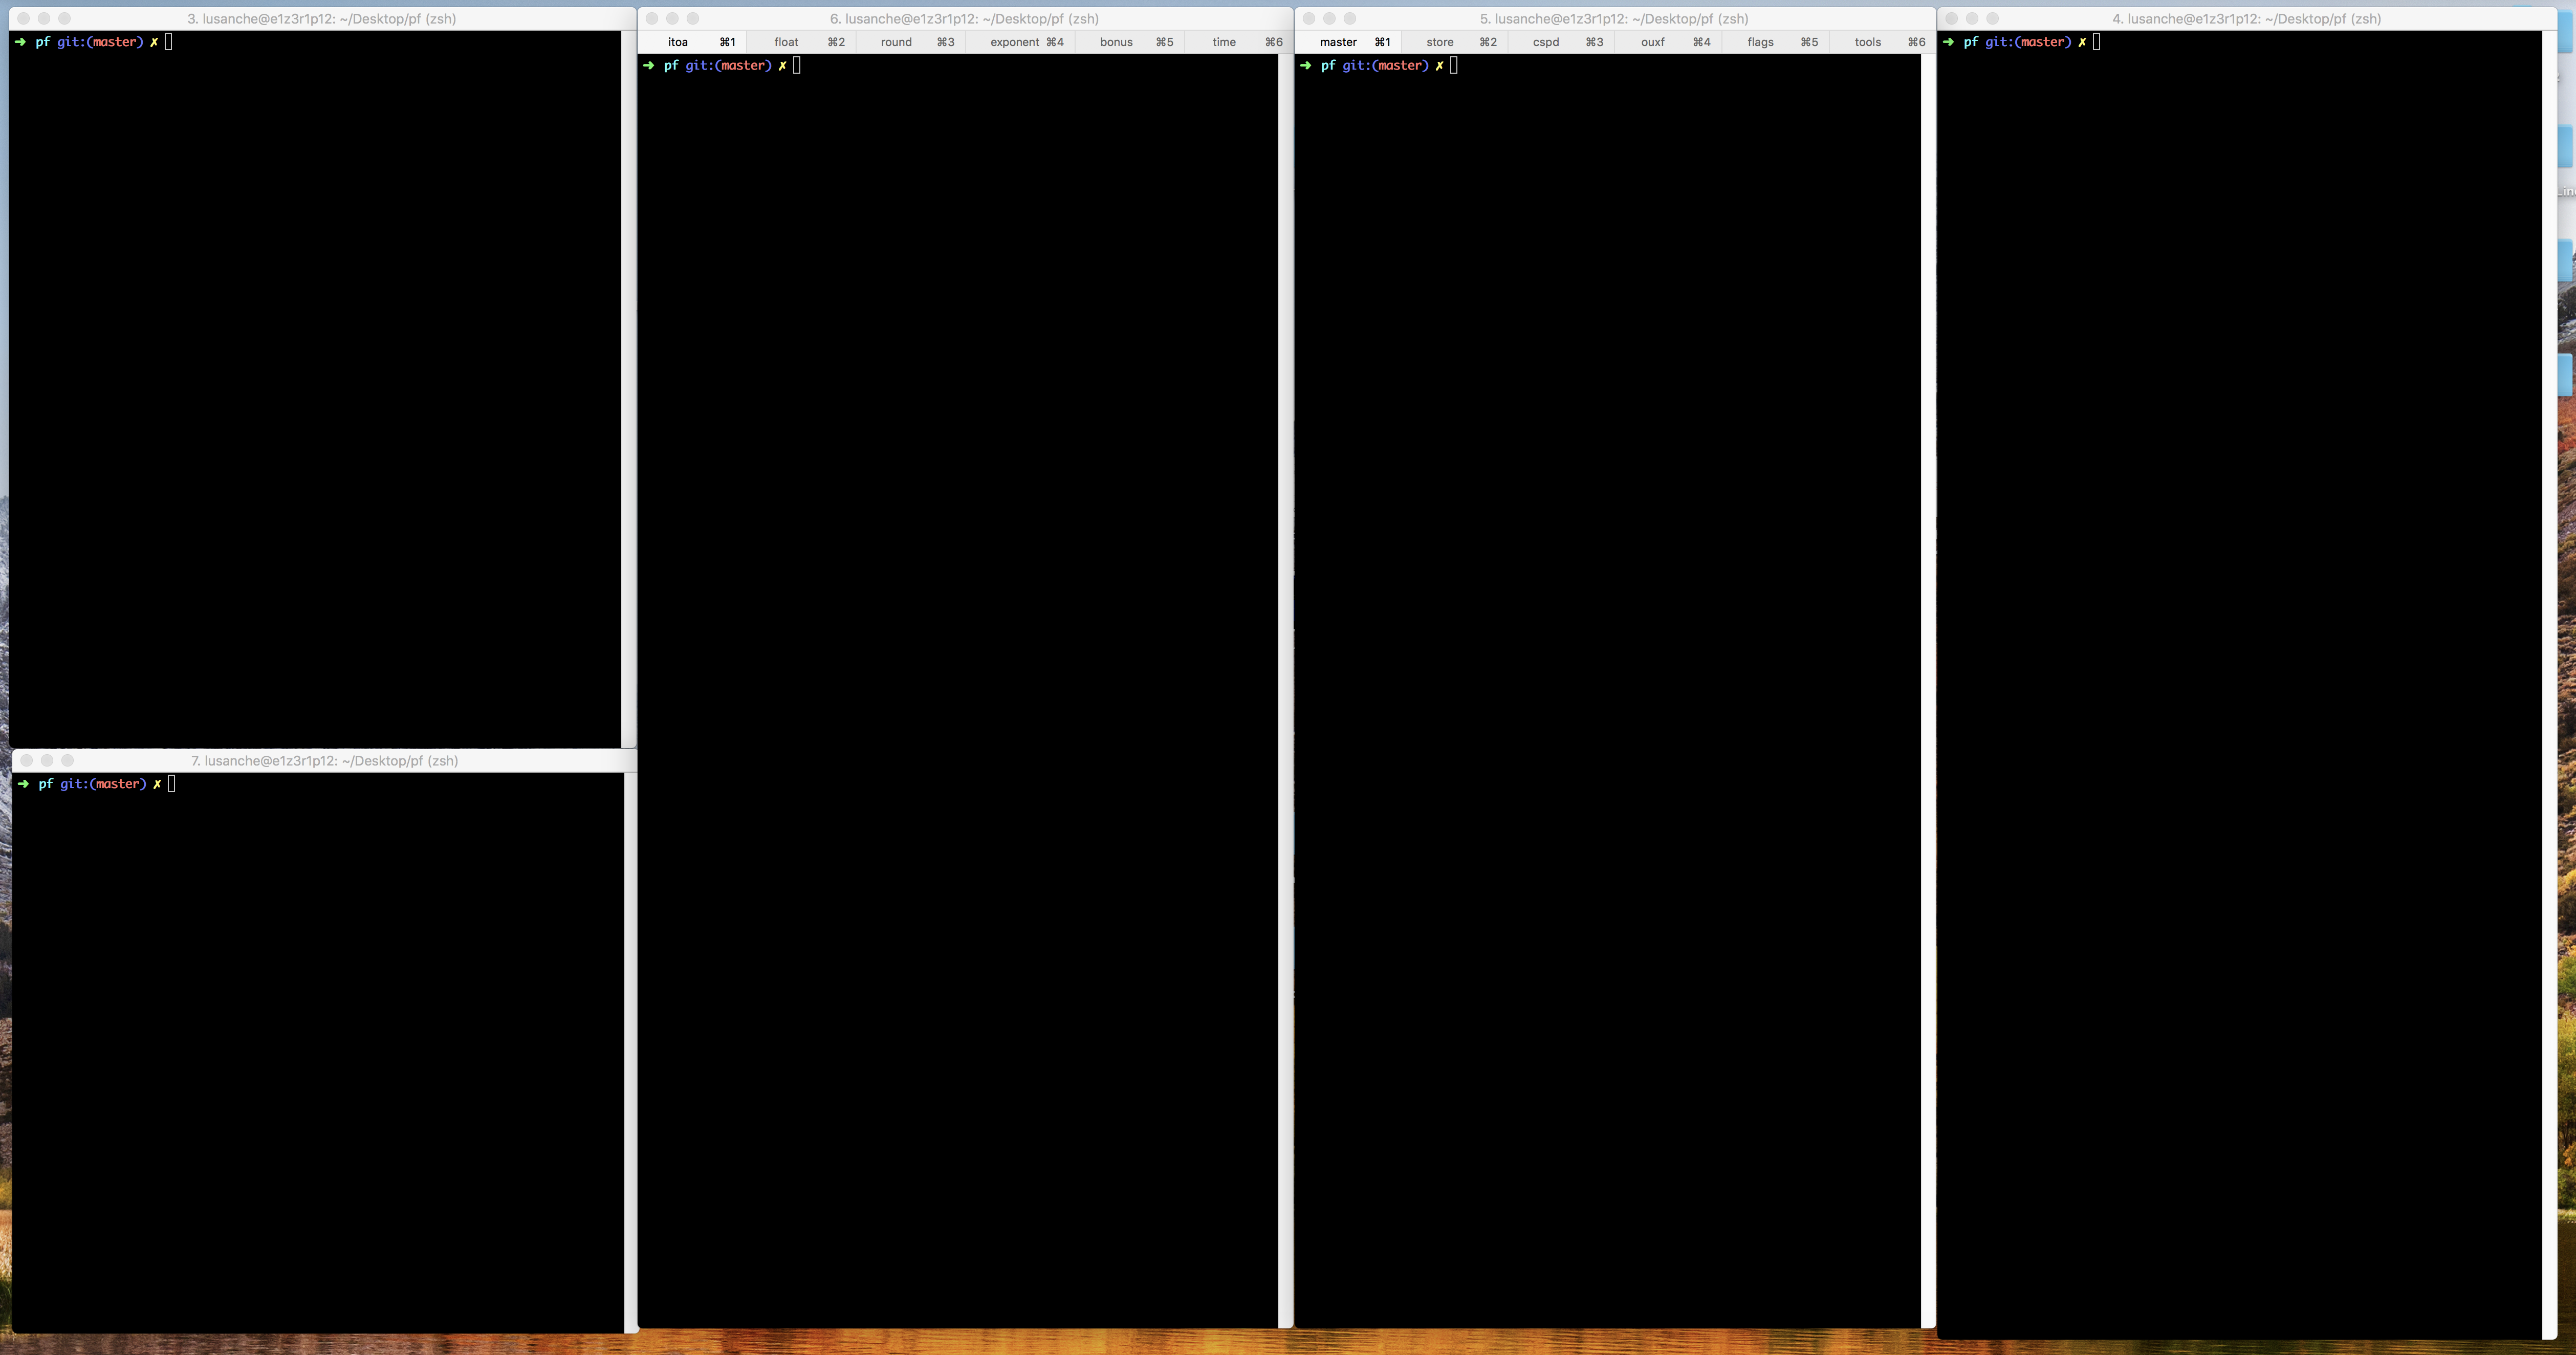 3. lusanche@e1z3r1p12: ~/Desktop/pf (zsh)
➜ pf git:(master) ✗
7. lusanche@e1z3r1p12: ~/Desktop/pf (zsh)
➜ pf git:(master) ✗
6. lusanche@e1z3r1p12: ~/Desktop/pf (zsh)
itoa ⌘1 float ⌘2 round ⌘3 exponent ⌘4 bonus ⌘5 time ⌘6
➜ pf git:(master) ✗
5. lusanche@e1z3r1p12: ~/Desktop/pf (zsh)
master ⌘1 store ⌘2 cspd ⌘3 ouxf ⌘4 flags ⌘5 tools ⌘6
➜ pf git:(master) ✗
4. lusanche@e1z3r1p12: ~/Desktop/pf (zsh)
➜ pf git:(master) ✗